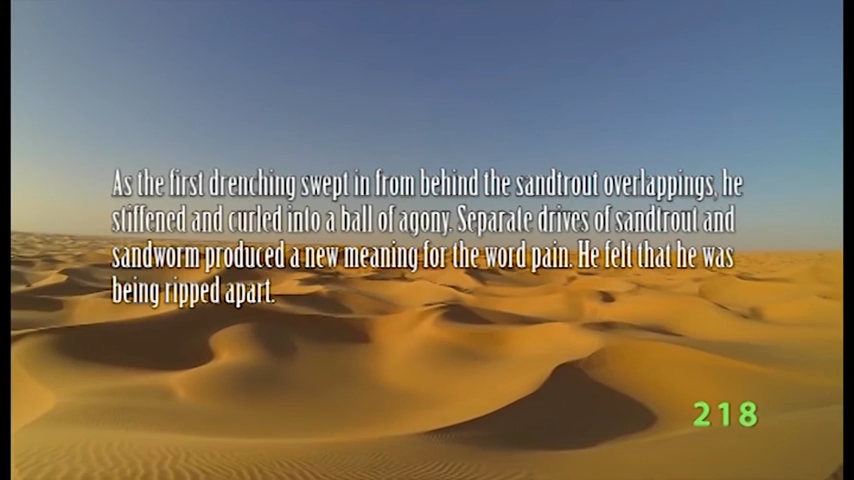 As the first drenching swept in from behind the sandtrout overlappings, he
stiffened and curled into a ball of agony. Separate drives of sandtrout and
sandworm produced a new meaning for the word pain. He felt that he was
being ripped apart.
218